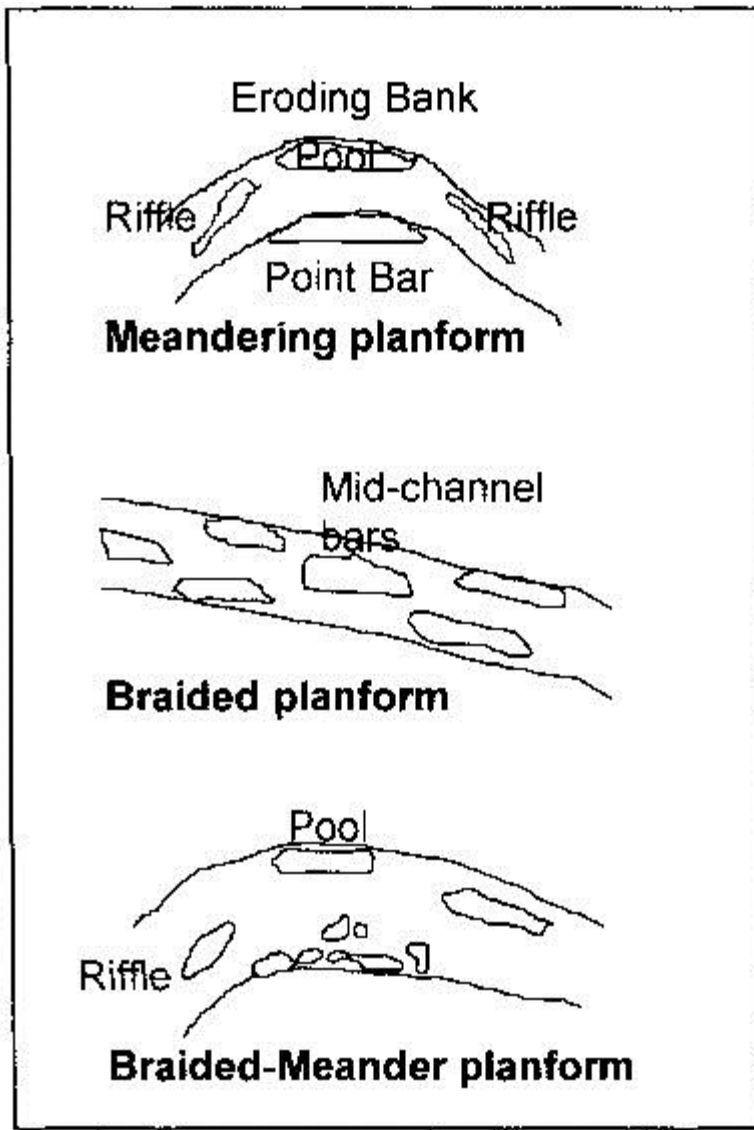 Eroding Bank
Pool
Riffle
Riffle
Point Bar
Meandering planform
Mid-channel
bars
Braided planform
Pool
Riffle
Braided-Meander planform